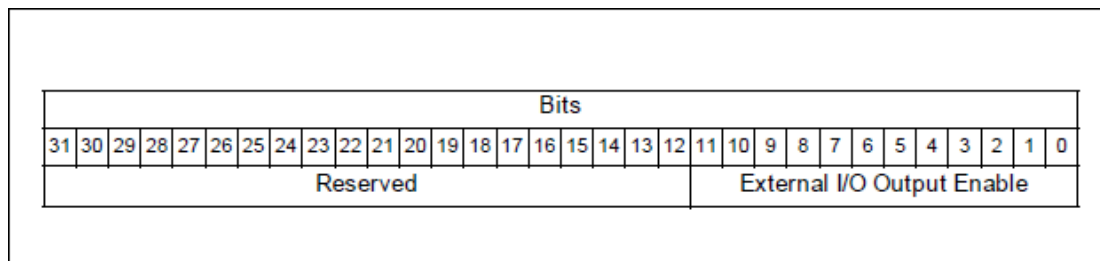 Bits
31 30 29 28 27 26 25 24 23 22 21 20 19 18 17 16 15 14 13 12 11 10 9 8 7 6 5 4 3 2 1 0
Reserved External I/O Output Enable